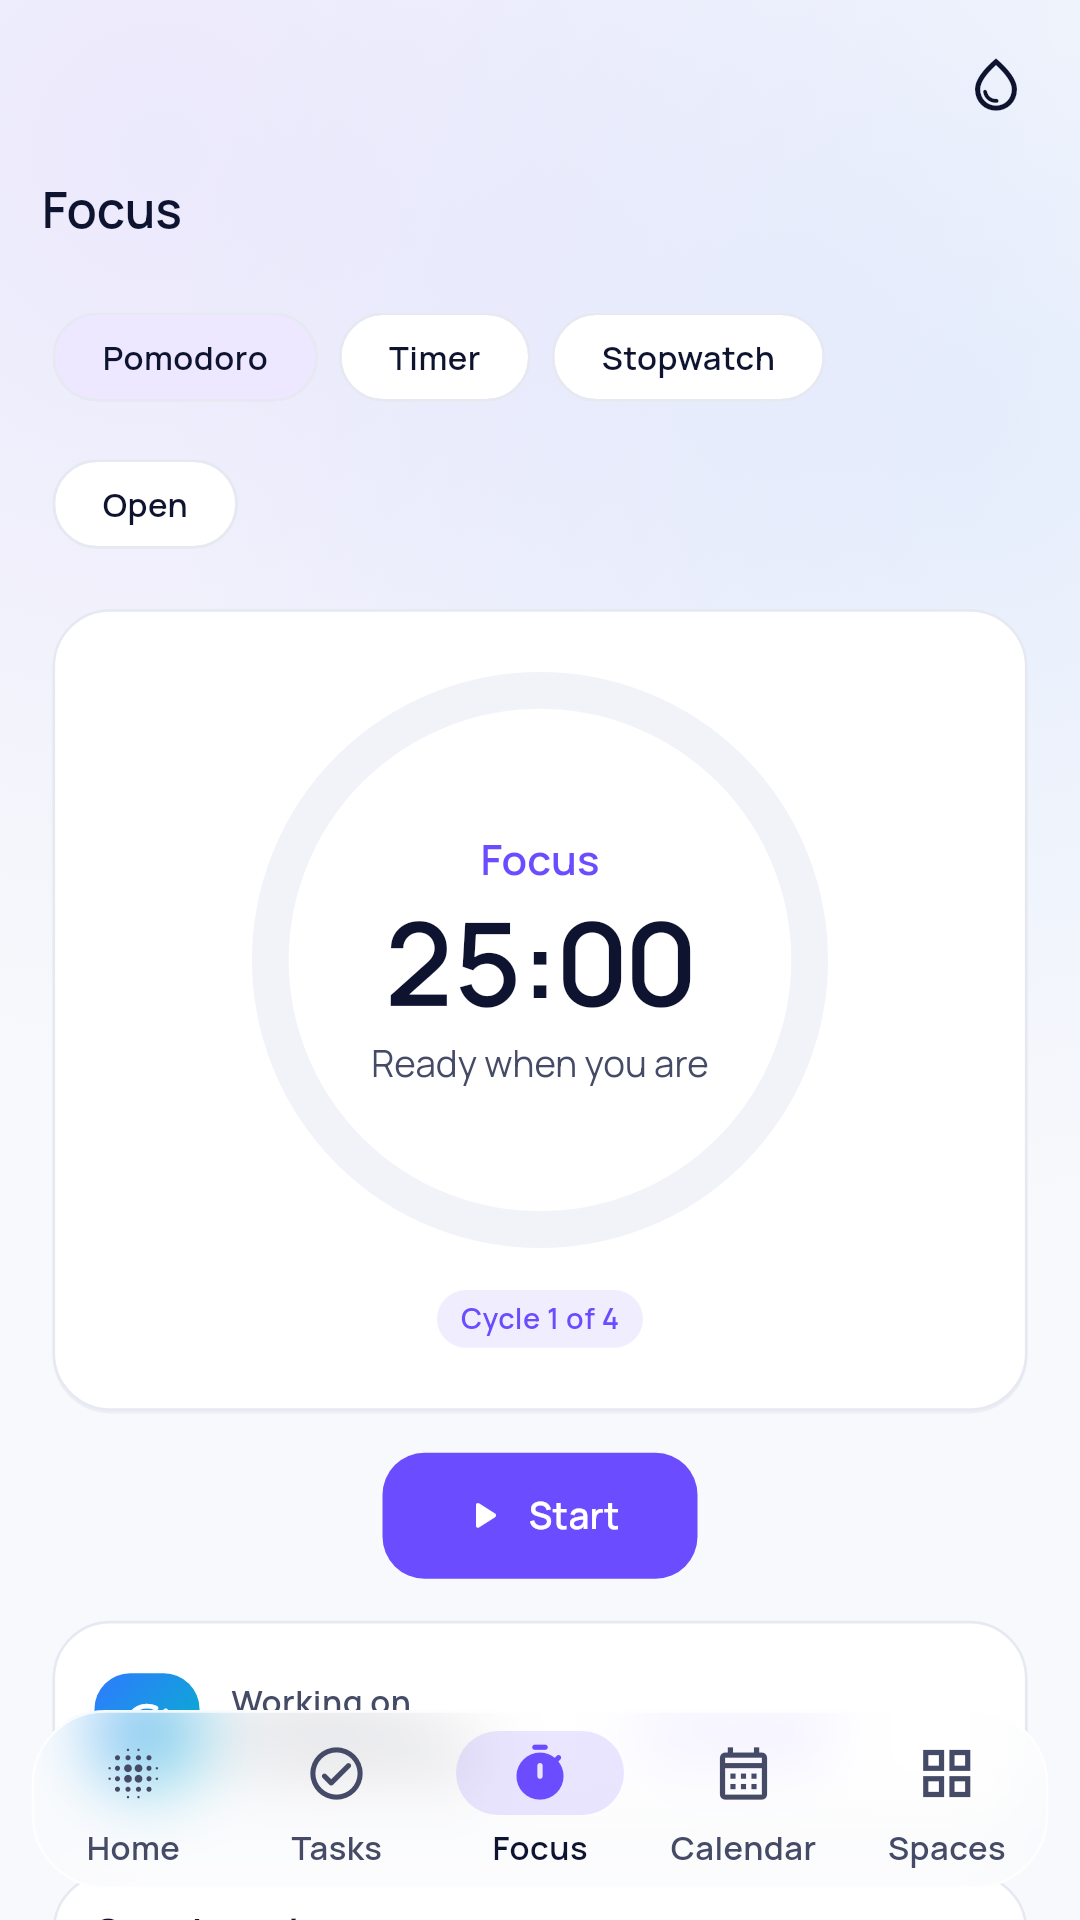 Focus
Pomodoro
Timer
Stopwatch
Open
Focus
25:00
Ready when you are
Cycle 1 of 4
Start
Working on
Home
Tasks
Focus
Calendar
Spaces